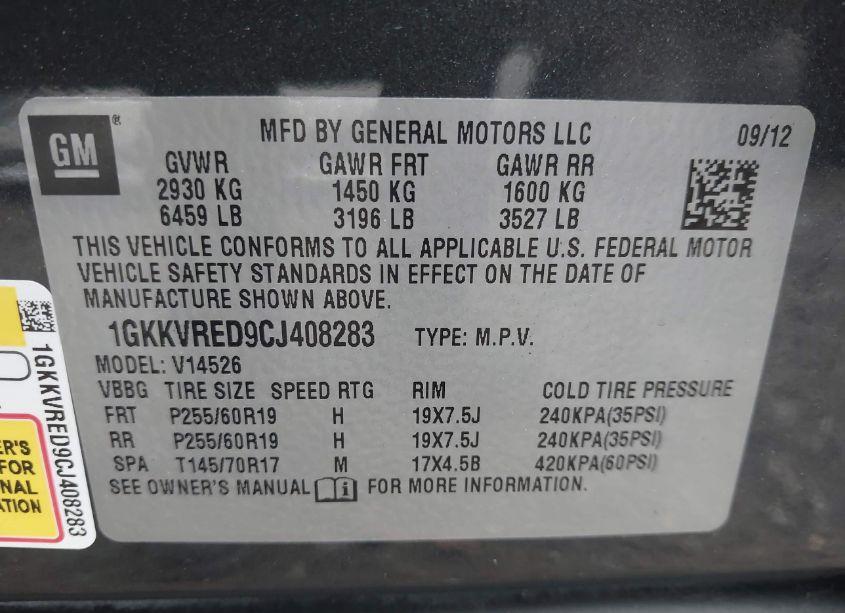 GM ®
MFD BY GENERAL MOTORS LLC 09/12
GVWR GAWR FRT GAWR RR
2930 KG 1450 KG 1600 KG
6459 LB 3196 LB 3527 LB
THIS VEHICLE CONFORMS TO ALL APPLICABLE U.S. FEDERAL MOTOR
VEHICLE SAFETY STANDARDS IN EFFECT ON THE DATE OF
MANUFACTURE SHOWN ABOVE.
1GKKVRED9CJ408283 TYPE: M.P.V.
MODEL: V14526
VBBG TIRE SIZE SPEED RTG RIM COLD TIRE PRESSURE
FRT P255/60R19 H 19X7.5J 240KPA(35PSI)
RR P255/60R19 H 19X7.5J 240KPA(35PSI)
SPA T145/70R17 M 17X4.5B 420KPA(60PSI)
SEE OWNER'S MANUAL i FOR MORE INFORMATION.
1GKKVRED9CJ408283
ER'S
FOR
NAL
ATION